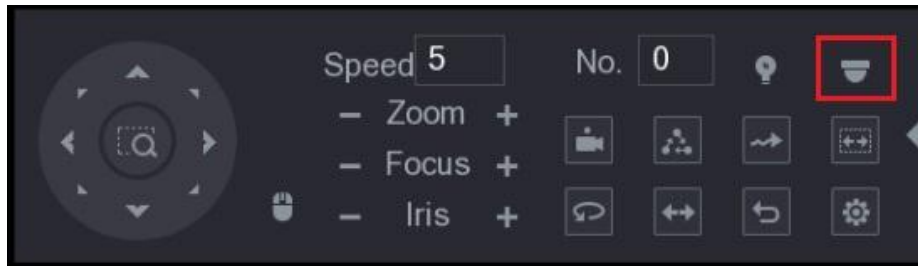 Speed 5 No. 0
– Zoom +
– Focus +
– Iris +